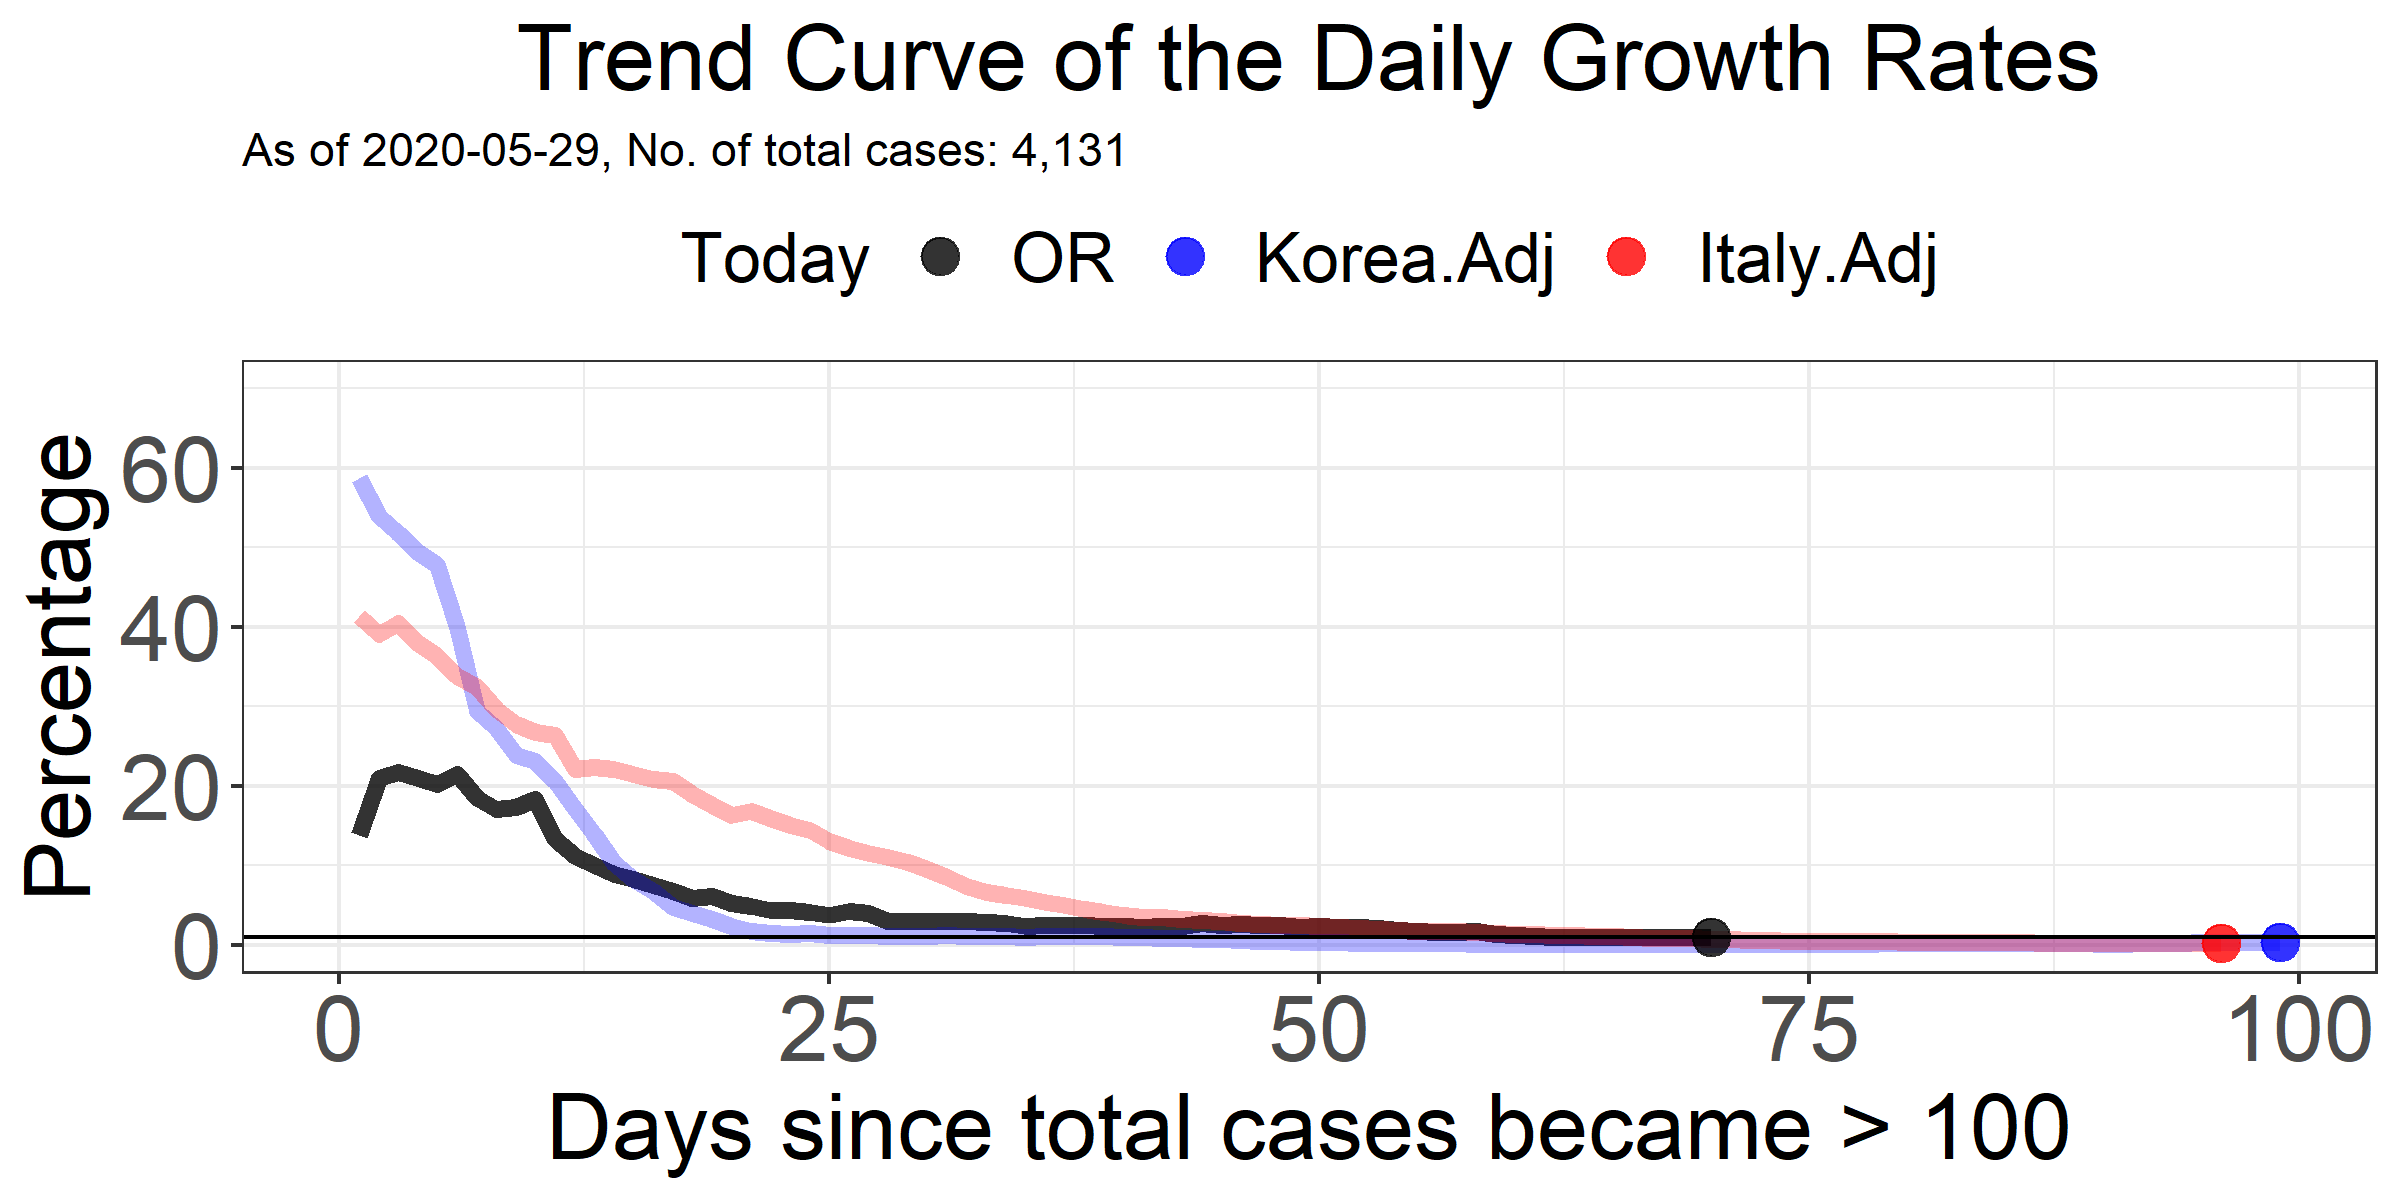 Trend Curve of the Daily Growth Rates
As of 2020-05-29, No. of total cases: 4,131
Today OR Korea.Adj Italy.Adj
Percentage
60
40
20
0
0 25 50 75 100
Days since total cases became > 100